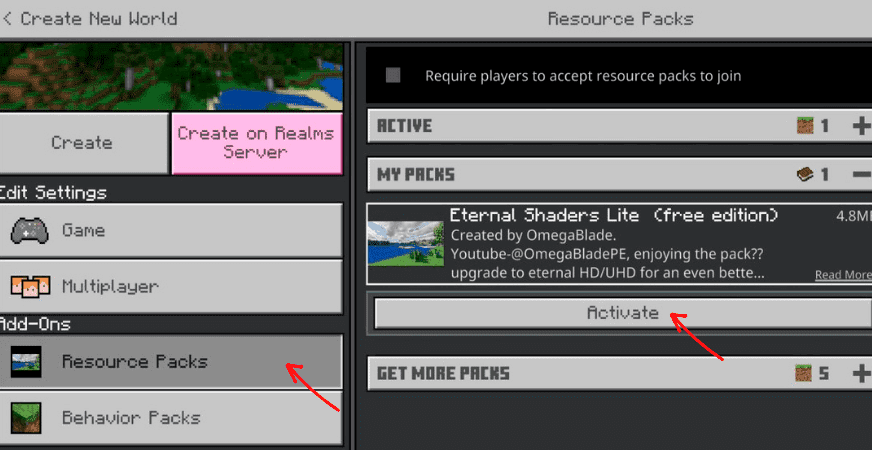 < Create New World
Resource Packs
Create
Create on Realms
Server
Edit Settings
Game
Multiplayer
Add-Ons
Resource Packs
Behavior Packs
Require players to accept resource packs to join
ACTIVE
1
MY PACKS
1
Eternal Shaders Lite (free edition)
4.8M
Created by OmegaBlade.
Youtube-@OmegaBladePE, enjoying the pack??
upgrade to eternal HD/UHD for an even bette...
Read More
Activate
GET MORE PACKS
5